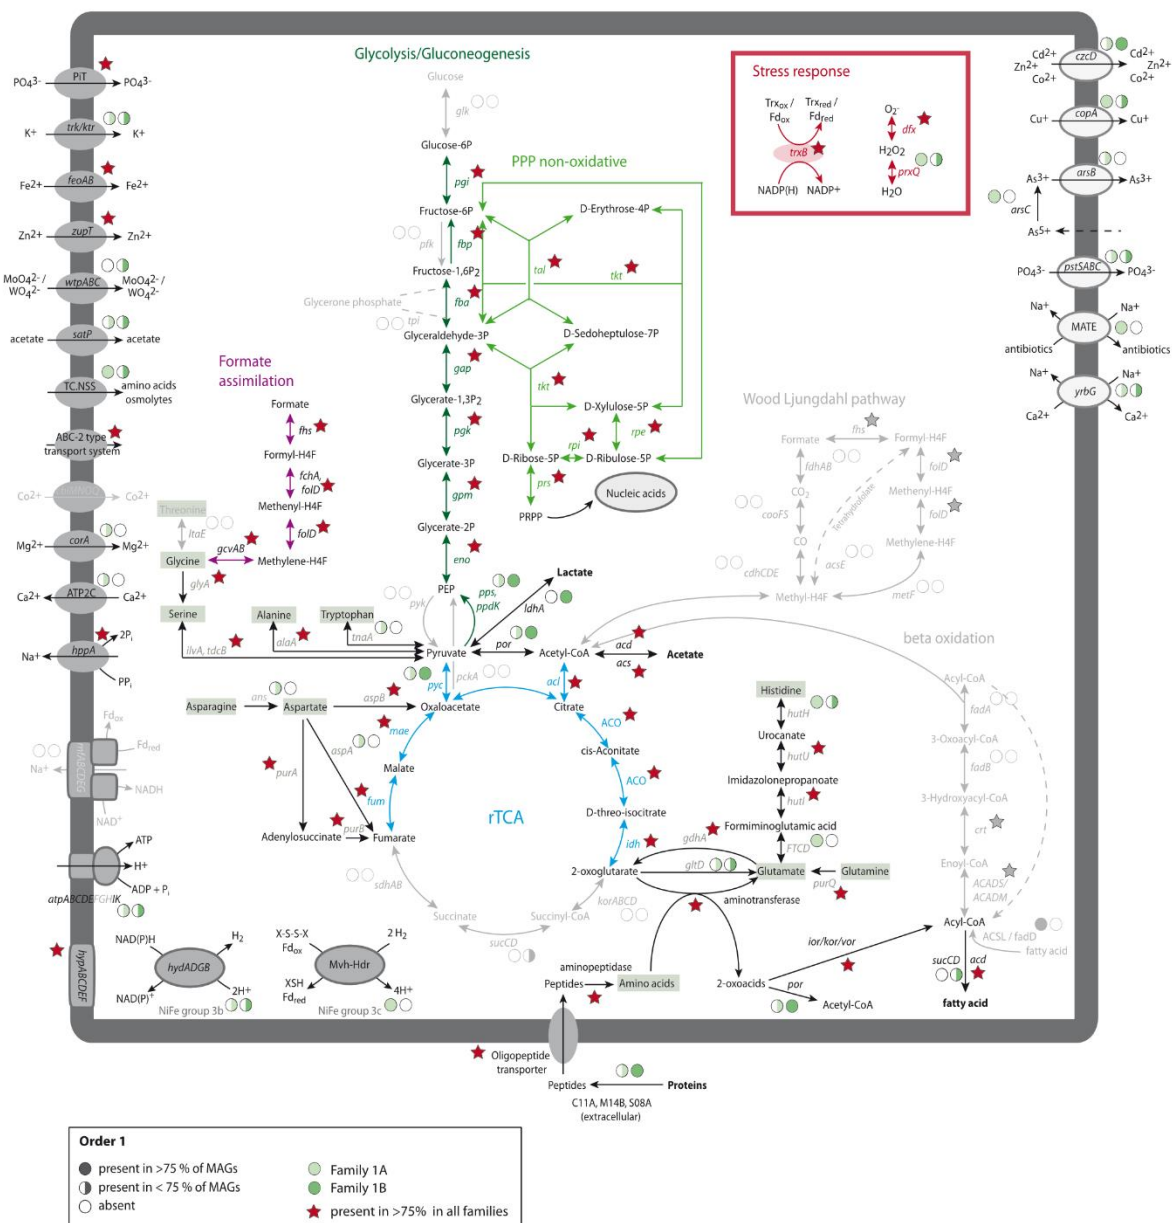 Glycolysis/Gluconeogenesis
Glucose
glk
Glucose-6P
pgi
Fructose-6P
pfk
fbp
Fructose-1,6P2
Glycerone phosphate
fba
tpi
Glyceraldehyde-3P
gap
Glycerate-1,3P2
pgk
Glycerate-3P
gpm
Glycerate-2P
eno
PEP
pyk
pps,
ppdK
Pyruvate
pckA
PPP non-oxidative
D-Erythrose-4P
tal
tkt
D-Sedoheptulose-7P
tkt
D-Xylulose-5P
rpi
rpe
D-Ribose-5P
D-Ribulose-5P
prs
PRPP
Nucleic acids
Stress response
Trxox /
Fdox
Trxred /
Fdred
trxB
NADP(H)
NADP+
O2-
dfx
H2O2
prxQ
H2O
PO43-
PiT
PO43-
K+
trk/ktr
K+
Fe2+
feoAB
Fe2+
Zn2+
zupT
Zn2+
MoO42- /
WO42-
wtpABC
MoO42- /
WO42-
acetate
satP
acetate
TC.NSS
amino acids
osmolytes
ABC-2 type
transport system
Co2+
Co2+
Mg2+
corA
Mg2+
Ca2+
ATP2C
Ca2+
Na+
hppA
2Pi
PPi
Fdox
Fdred
Na+
NADH
NAD+
ATP
H+
ADP + Pi
atpABCDEFGHIK
hypABCDEF
NAD(P)H
H2
hydADGB
NAD(P)+
2H+
NiFe group 3b
X-S-S-X
Fdox
2 H2
Mvh-Hdr
XSH
Fdred
4H+
NiFe group 3c
Formate
assimilation
Formate
fhs
Formyl-H4F
fchA,
folD
Methenyl-H4F
folD
Methylene-H4F
Threonine
ltaE
gcvAB
Glycine
glyA
Serine
Alanine
Tryptophan
ilvA, tdcB
alaA
tnaA
Lactate
ldhA
por
Acetyl-CoA
acd
acs
Acetate
pyc
acl
Asparagine
ans
Aspartate
aspB
Oxaloacetate
Citrate
mae
ACO
aspA
cis-Aconitate
Malate
ACO
purA
fum
rTCA
D-threo-isocitrate
Adenylosuccinate
purB
Fumarate
idh
sdhAB
2-oxoglutarate
Succinate
Succinyl-CoA
korABCD
sucCD
Histidine
hutH
Urocanate
hutU
Imidazolonepropanoate
hutI
Formiminoglutamic acid
gdhA
FTCD
gltD
Glutamate
Glutamine
purQ
aminotransferase
Wood Ljungdahl pathway
fhs
Formate
Formyl-H4F
fdhAB
folD
CO2
Methenyl-H4F
cooFS
Tetrahydrofolate
folD
CO
Methylene-H4F
acsE
cdhCDE
metF
Methyl-H4F
beta oxidation
Acyl-CoA
fadA
3-Oxoacyl-CoA
fadB
3-Hydroxyacyl-CoA
crt
Enoyl-CoA
ACADS/
ACADM
Acyl-CoA
ACSL / fadD
fatty acid
ior/kor/vor
sucCD
acd
fatty acid
2-oxoacids
por
Acetyl-CoA
aminopeptidase
Peptides
Amino acids
Oligopeptide
transporter
Peptides
Proteins
C11A, M14B, S08A
(extracellular)
Cd2+
Zn2+
Co2+
czcD
Cd2+
Zn2+
Co2+
Cu+
copA
Cu+
arsB
As3+
As3+
arsC
As5+
PO43-
pstSABC
PO43-
Na+
Na+
MATE
antibiotics
antibiotics
Na+
Na+
yrbG
Ca2+
Ca2+
Order 1
present in >75 % of MAGs
present in < 75 % of MAGs
absent
Family 1A
Family 1B
present in >75% in all families